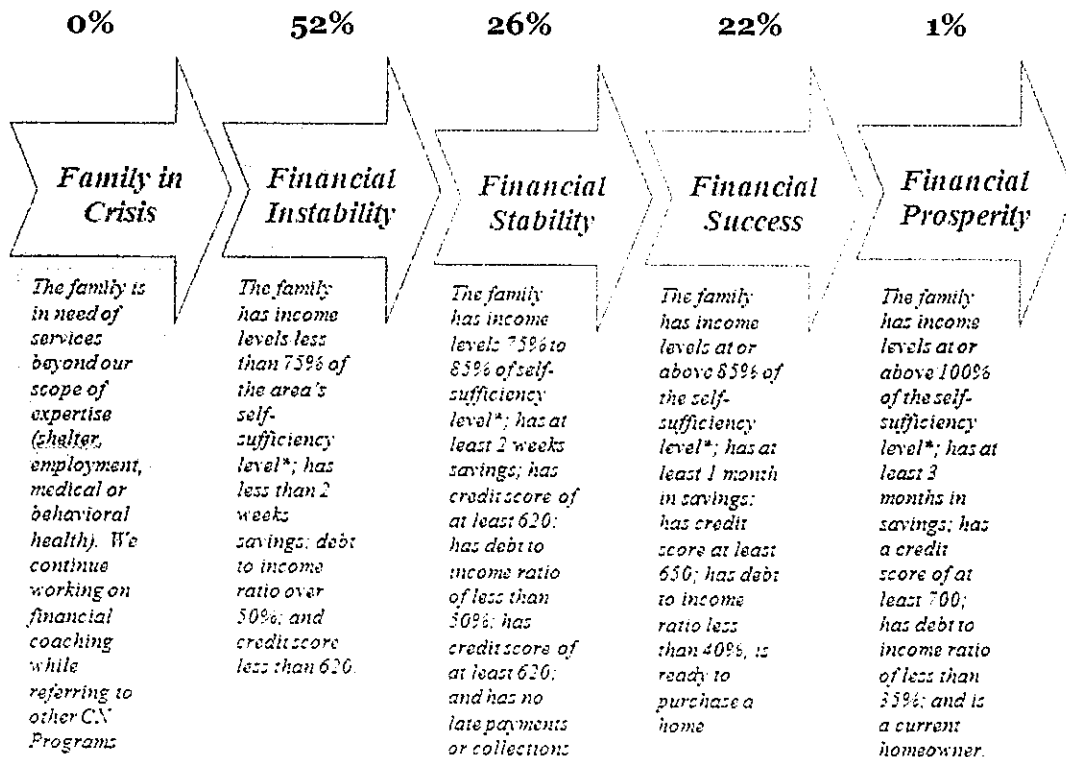 0%
52%
26%
22%
1%
Family in
Crisis
Financial
Instability
Financial
Stability
Financial
Success
Financial
Prosperity
The family is
in need of
services
beyond our
scope of
expertise
(shelter,
employment,
medical or
behavioral
health). We
continue
working on
financial
coaching
while
referring to
other CN
Programs
The family
has income
levels less
than 75% of
the area's
self-
sufficiency
level*; has
less than 2
weeks
savings; debt
to income
ratio over
50%; and
credit score
less than 620.
The family
has income
levels 75% to
85% of self-
sufficiency
level*; has at
least 2 weeks
savings; has
credit score of
at least 620;
has debt to
income ratio
of less than
50%; has
credit score of
at least 620;
and has no
late payments
or collections
The family
has income
levels at or
above 85% of
the self-
sufficiency
level*; has at
least 1 month
in savings;
has credit
score at least
650; has debt
to income
ratio less
than 40%, is
ready to
purchase a
home
The family
has income
levels at or
above 100%
of the self-
sufficiency
level*; has at
least 3
months in
savings; has
a credit
score of at
least 700;
has debt to
income ratio
of less than
35%; and is
a current
homeowner.